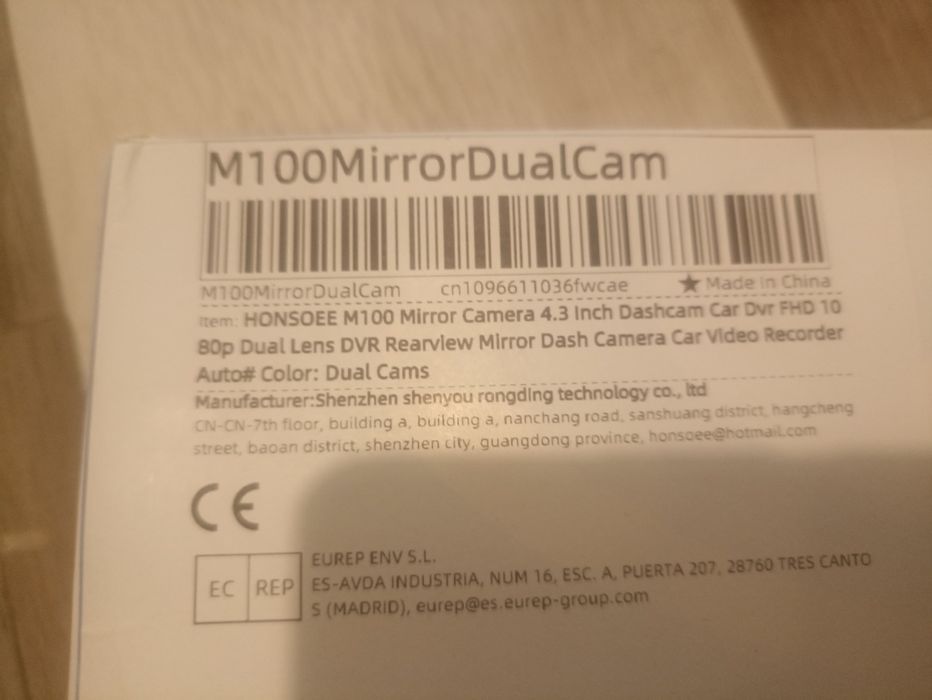 M100MirrorDualCam
M100MirrorDualCam cn1096611036fwcae ★ Made in China
Item: HONSOEE M100 Mirror Camera 4.3 Inch Dashcam Car Dvr FHD 10
80p Dual Lens DVR Rearview Mirror Dash Camera Car Video Recorder
Auto# Color: Dual Cams
Manufacturer:Shenzhen shenyou rongding technology co., ltd
CN-CN-7th floor, building a, building a, nanchang road, sanshuang district, hangcheng
street, baoan district, shenzhen city, guangdong province, honsoee@hotmail.com
CE
EC REP
EUREP ENV S.L.
ES-AVDA INDUSTRIA, NUM 16, ESC. A, PUERTA 207, 28760 TRES CANTO
S (MADRID), eurep@es.eurep-group.com